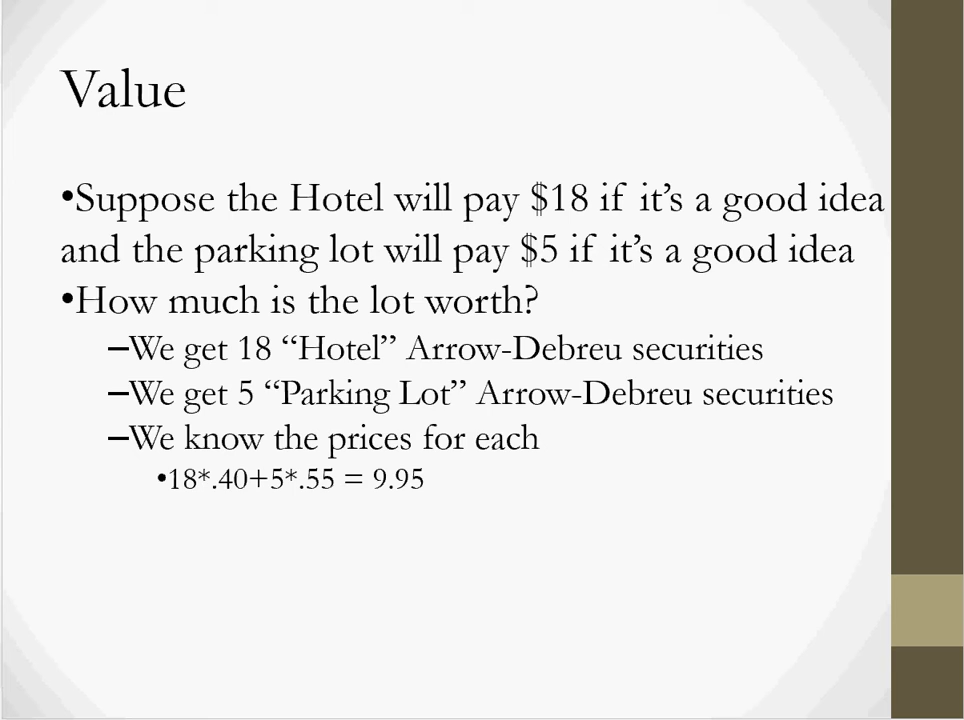 Value
•Suppose the Hotel will pay $18 if it’s a good idea
and the parking lot will pay $5 if it’s a good idea
•How much is the lot worth?
–We get 18 “Hotel” Arrow-Debreu securities
–We get 5 “Parking Lot” Arrow-Debreu securities
–We know the prices for each
•18*.40+5*.55 = 9.95